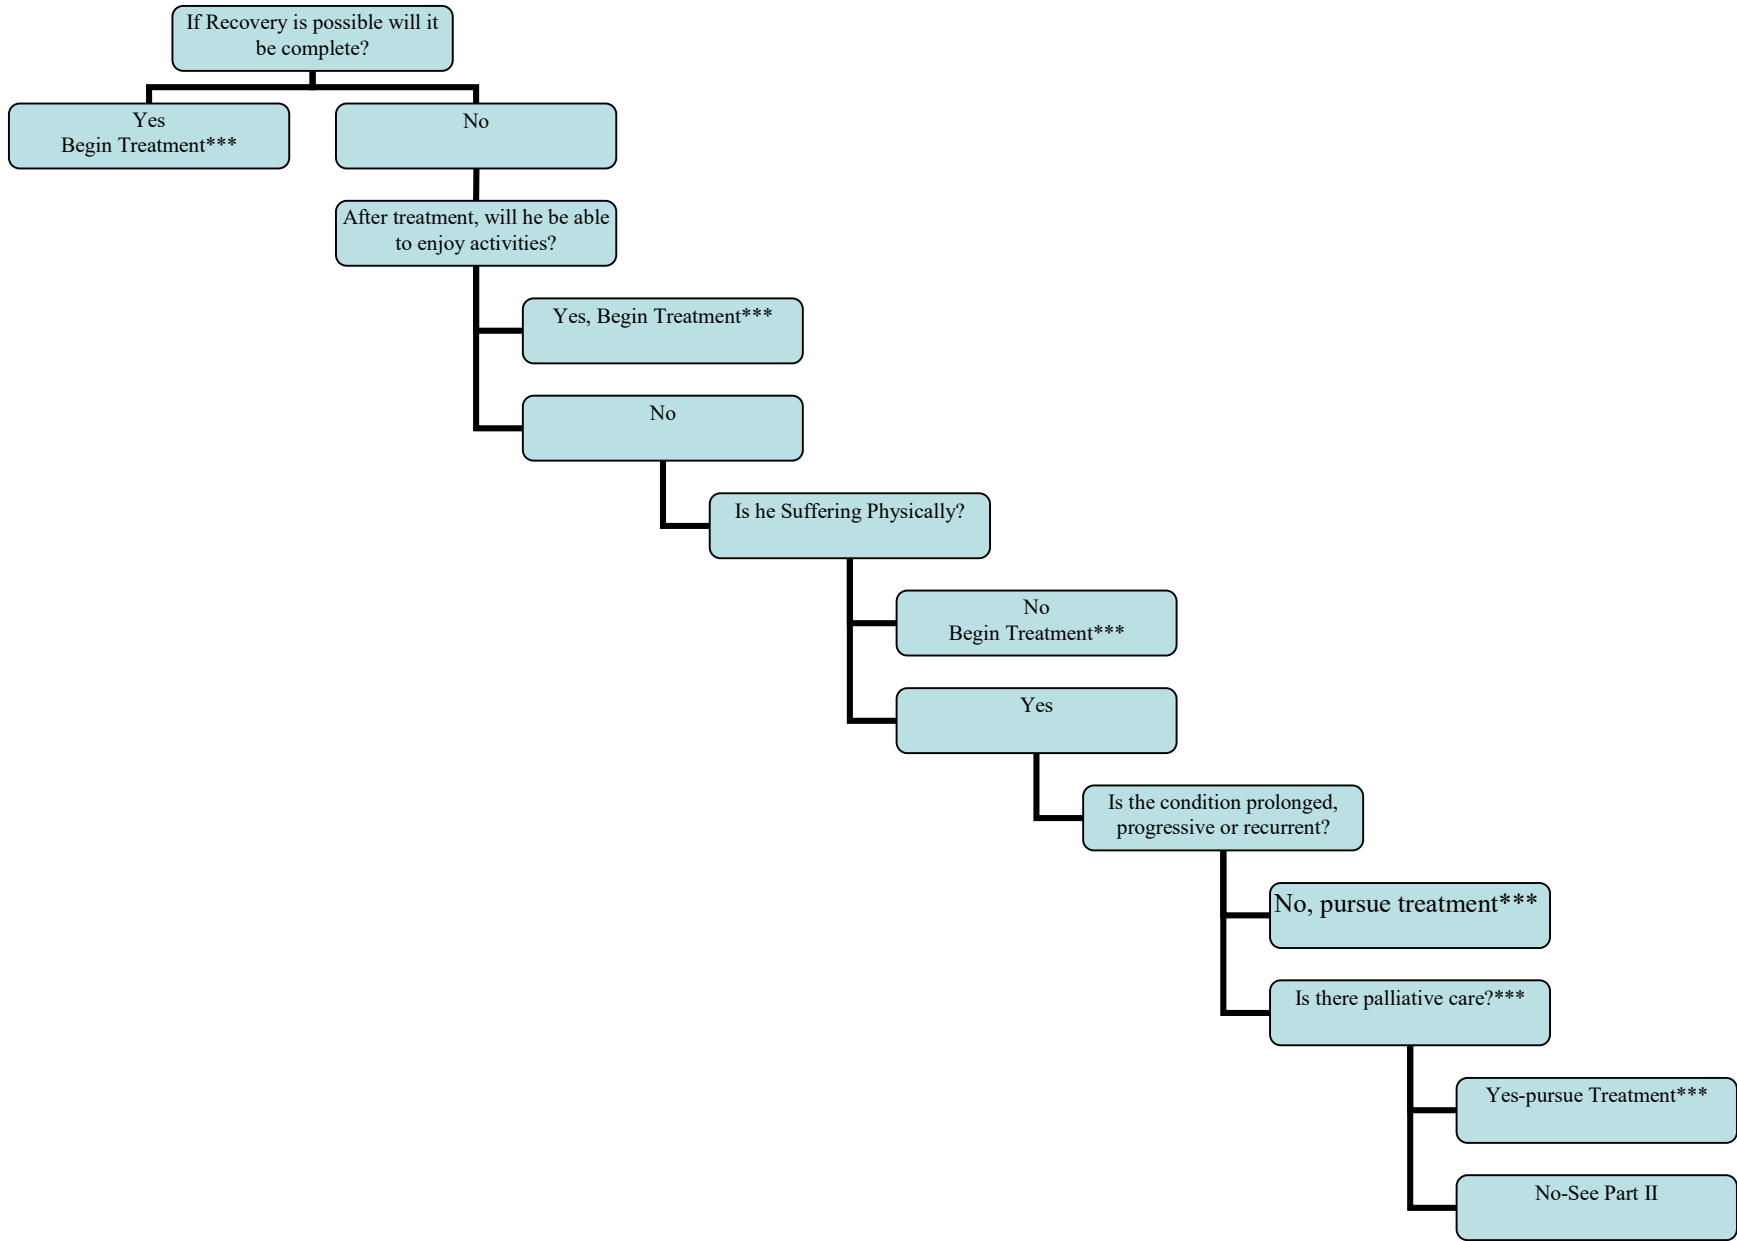 If Recovery is possible will it
be complete?
Yes
Begin Treatment***
No
After treatment, will he be able
to enjoy activities?
Yes, Begin Treatment***
No
Is he Suffering Physically?
No
Begin Treatment***
Yes
Is the condition prolonged,
progressive or recurrent?
No, pursue treatment***
Is there palliative care?***
Yes-pursue Treatment***
No-See Part II